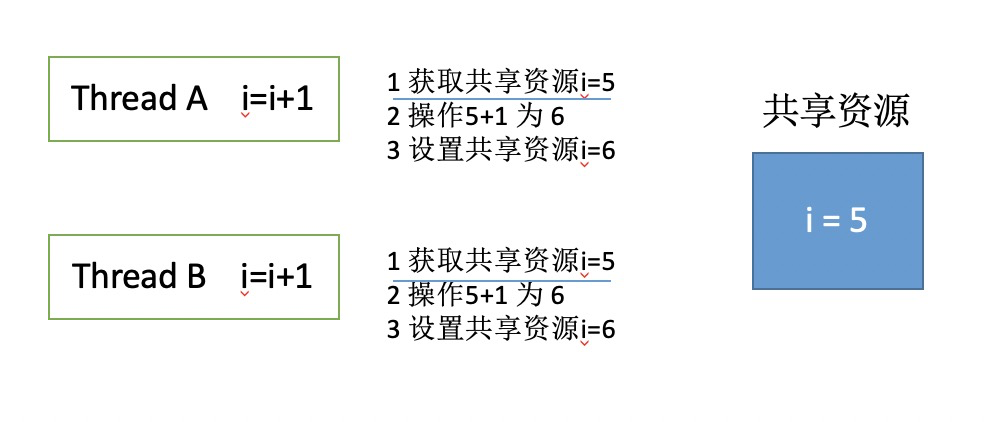 Thread A i=i+1
1 获取共享资源i=5
2 操作5+1 为 6
3 设置共享资源i=6
共享资源
i = 5
Thread B i=i+1
1 获取共享资源i=5
2 操作5+1 为 6
3 设置共享资源i=6